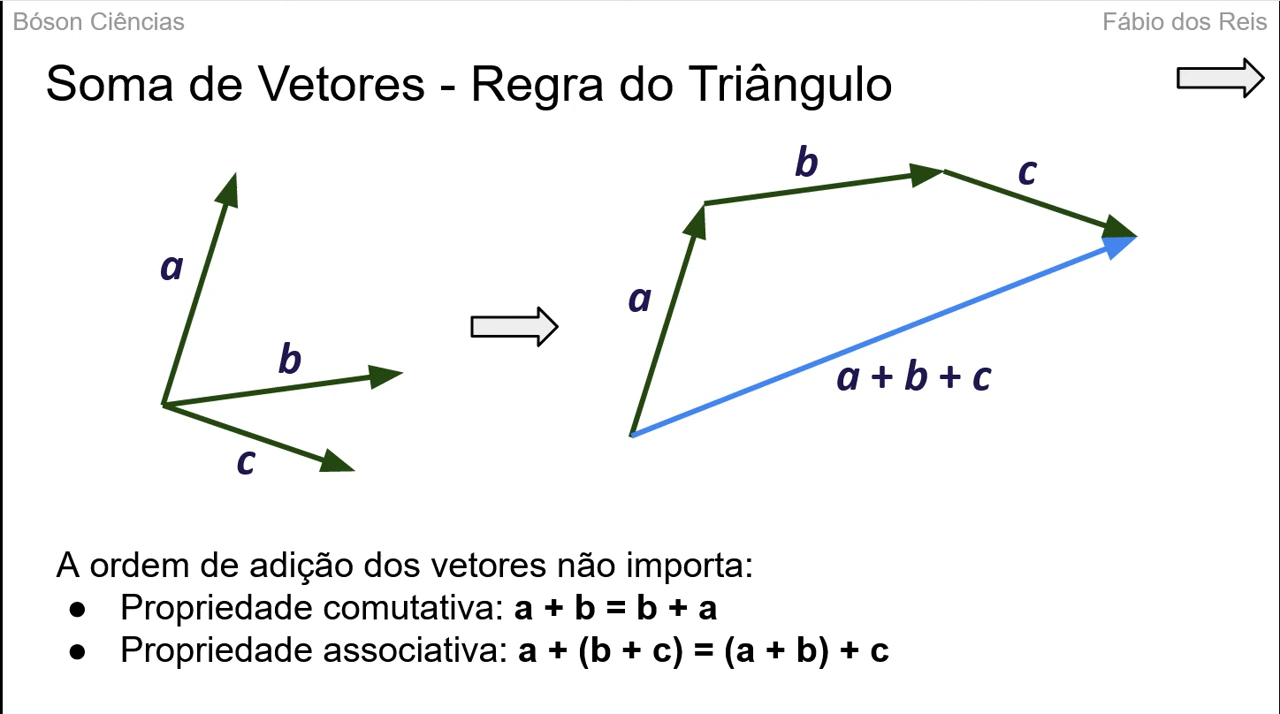 Bóson Ciências
Fábio dos Reis
Soma de Vetores - Regra do Triângulo
a
b
c
a
b
c
a + b + c
A ordem de adição dos vetores não importa:
● Propriedade comutativa: a + b = b + a
● Propriedade associativa: a + (b + c) = (a + b) + c